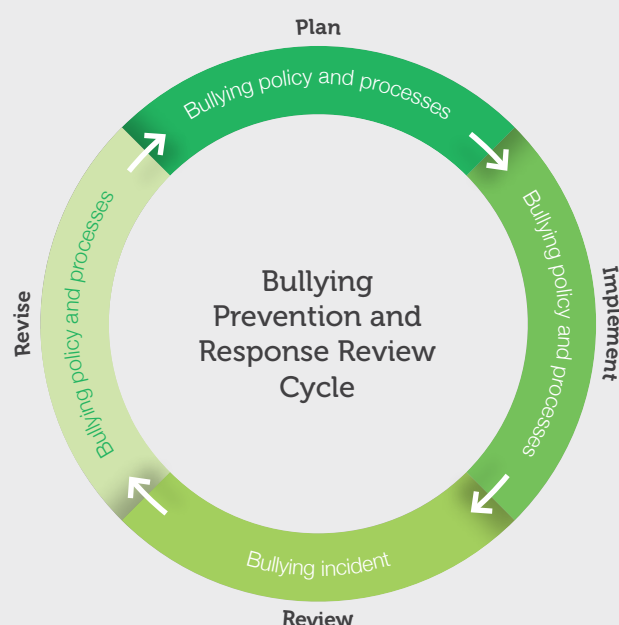 Plan
Bullying policy and processes
Bullying policy and processes
Implement
Bullying incident
Review
Bullying policy and processes
Revise
Bullying
Prevention and
Response Review
Cycle